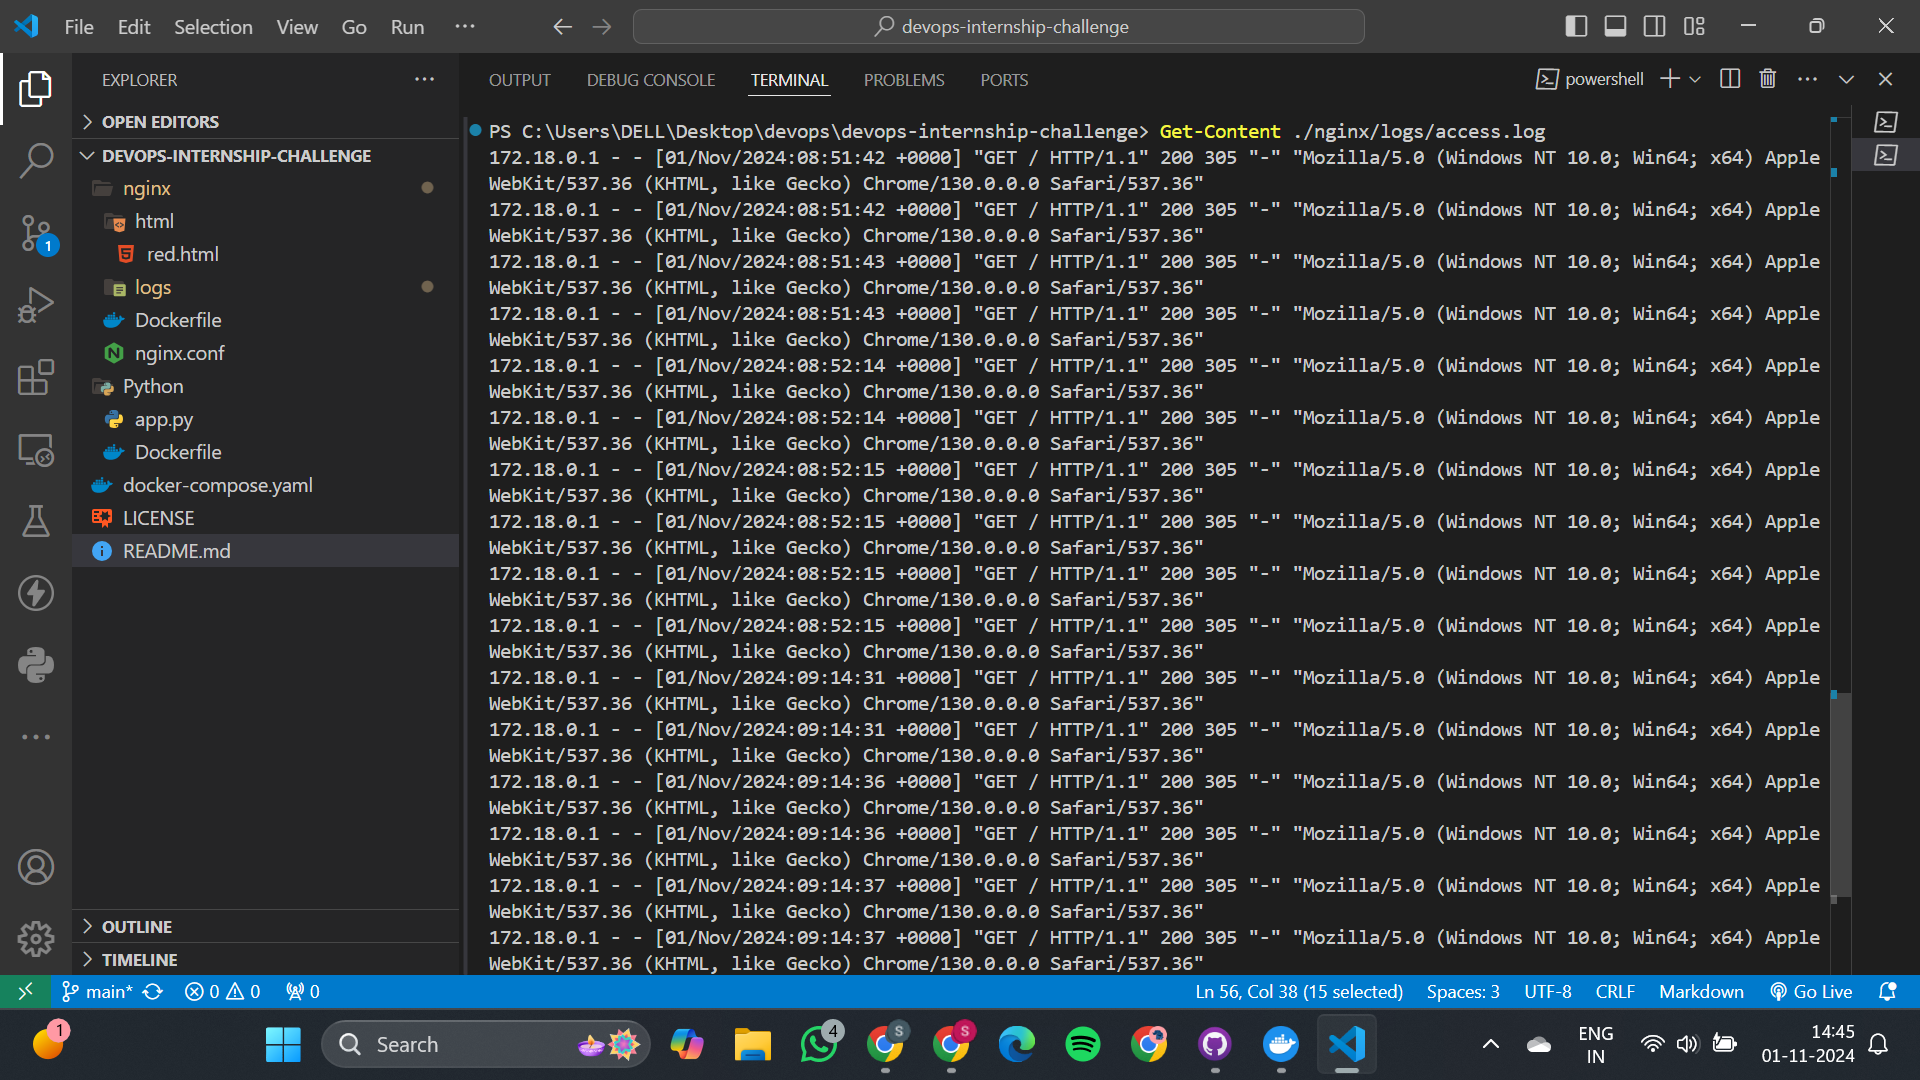 File Edit Selection View Go Run ··· devops-internship-challenge
EXPLORER
OPEN EDITORS
DEVOPS-INTERNSHIP-CHALLENGE
nginx
html
red.html
logs
Dockerfile
nginx.conf
Python
app.py
Dockerfile
docker-compose.yaml
LICENSE
README.md
OUTLINE
TIMELINE
1
OUTPUT DEBUG CONSOLE TERMINAL PROBLEMS PORTS powershell
PS C:\Users\DELL\Desktop\devops\devops-internship-challenge> Get-Content ./nginx/logs/access.log
172.18.0.1 - - [01/Nov/2024:08:51:42 +0000] "GET / HTTP/1.1" 200 305 "-" "Mozilla/5.0 (Windows NT 10.0; Win64; x64) Apple
WebKit/537.36 (KHTML, like Gecko) Chrome/130.0.0.0 Safari/537.36"
172.18.0.1 - - [01/Nov/2024:08:51:42 +0000] "GET / HTTP/1.1" 200 305 "-" "Mozilla/5.0 (Windows NT 10.0; Win64; x64) Apple
WebKit/537.36 (KHTML, like Gecko) Chrome/130.0.0.0 Safari/537.36"
172.18.0.1 - - [01/Nov/2024:08:51:43 +0000] "GET / HTTP/1.1" 200 305 "-" "Mozilla/5.0 (Windows NT 10.0; Win64; x64) Apple
WebKit/537.36 (KHTML, like Gecko) Chrome/130.0.0.0 Safari/537.36"
172.18.0.1 - - [01/Nov/2024:08:51:43 +0000] "GET / HTTP/1.1" 200 305 "-" "Mozilla/5.0 (Windows NT 10.0; Win64; x64) Apple
WebKit/537.36 (KHTML, like Gecko) Chrome/130.0.0.0 Safari/537.36"
172.18.0.1 - - [01/Nov/2024:08:52:14 +0000] "GET / HTTP/1.1" 200 305 "-" "Mozilla/5.0 (Windows NT 10.0; Win64; x64) Apple
WebKit/537.36 (KHTML, like Gecko) Chrome/130.0.0.0 Safari/537.36"
172.18.0.1 - - [01/Nov/2024:08:52:14 +0000] "GET / HTTP/1.1" 200 305 "-" "Mozilla/5.0 (Windows NT 10.0; Win64; x64) Apple
WebKit/537.36 (KHTML, like Gecko) Chrome/130.0.0.0 Safari/537.36"
172.18.0.1 - - [01/Nov/2024:08:52:15 +0000] "GET / HTTP/1.1" 200 305 "-" "Mozilla/5.0 (Windows NT 10.0; Win64; x64) Apple
WebKit/537.36 (KHTML, like Gecko) Chrome/130.0.0.0 Safari/537.36"
172.18.0.1 - - [01/Nov/2024:08:52:15 +0000] "GET / HTTP/1.1" 200 305 "-" "Mozilla/5.0 (Windows NT 10.0; Win64; x64) Apple
WebKit/537.36 (KHTML, like Gecko) Chrome/130.0.0.0 Safari/537.36"
172.18.0.1 - - [01/Nov/2024:08:52:15 +0000] "GET / HTTP/1.1" 200 305 "-" "Mozilla/5.0 (Windows NT 10.0; Win64; x64) Apple
WebKit/537.36 (KHTML, like Gecko) Chrome/130.0.0.0 Safari/537.36"
172.18.0.1 - - [01/Nov/2024:08:52:15 +0000] "GET / HTTP/1.1" 200 305 "-" "Mozilla/5.0 (Windows NT 10.0; Win64; x64) Apple
WebKit/537.36 (KHTML, like Gecko) Chrome/130.0.0.0 Safari/537.36"
172.18.0.1 - - [01/Nov/2024:09:14:31 +0000] "GET / HTTP/1.1" 200 305 "-" "Mozilla/5.0 (Windows NT 10.0; Win64; x64) Apple
WebKit/537.36 (KHTML, like Gecko) Chrome/130.0.0.0 Safari/537.36"
172.18.0.1 - - [01/Nov/2024:09:14:31 +0000] "GET / HTTP/1.1" 200 305 "-" "Mozilla/5.0 (Windows NT 10.0; Win64; x64) Apple
WebKit/537.36 (KHTML, like Gecko) Chrome/130.0.0.0 Safari/537.36"
172.18.0.1 - - [01/Nov/2024:09:14:36 +0000] "GET / HTTP/1.1" 200 305 "-" "Mozilla/5.0 (Windows NT 10.0; Win64; x64) Apple
WebKit/537.36 (KHTML, like Gecko) Chrome/130.0.0.0 Safari/537.36"
172.18.0.1 - - [01/Nov/2024:09:14:36 +0000] "GET / HTTP/1.1" 200 305 "-" "Mozilla/5.0 (Windows NT 10.0; Win64; x64) Apple
WebKit/537.36 (KHTML, like Gecko) Chrome/130.0.0.0 Safari/537.36"
172.18.0.1 - - [01/Nov/2024:09:14:37 +0000] "GET / HTTP/1.1" 200 305 "-" "Mozilla/5.0 (Windows NT 10.0; Win64; x64) Apple
WebKit/537.36 (KHTML, like Gecko) Chrome/130.0.0.0 Safari/537.36"
172.18.0.1 - - [01/Nov/2024:09:14:37 +0000] "GET / HTTP/1.1" 200 305 "-" "Mozilla/5.0 (Windows NT 10.0; Win64; x64) Apple
WebKit/537.36 (KHTML, like Gecko) Chrome/130.0.0.0 Safari/537.36"
main* 0 0 0 Ln 56, Col 38 (15 selected) Spaces: 3 UTF-8 CRLF Markdown Go Live
1 Search 4 S S ENG 14:45
IN 01-11-2024